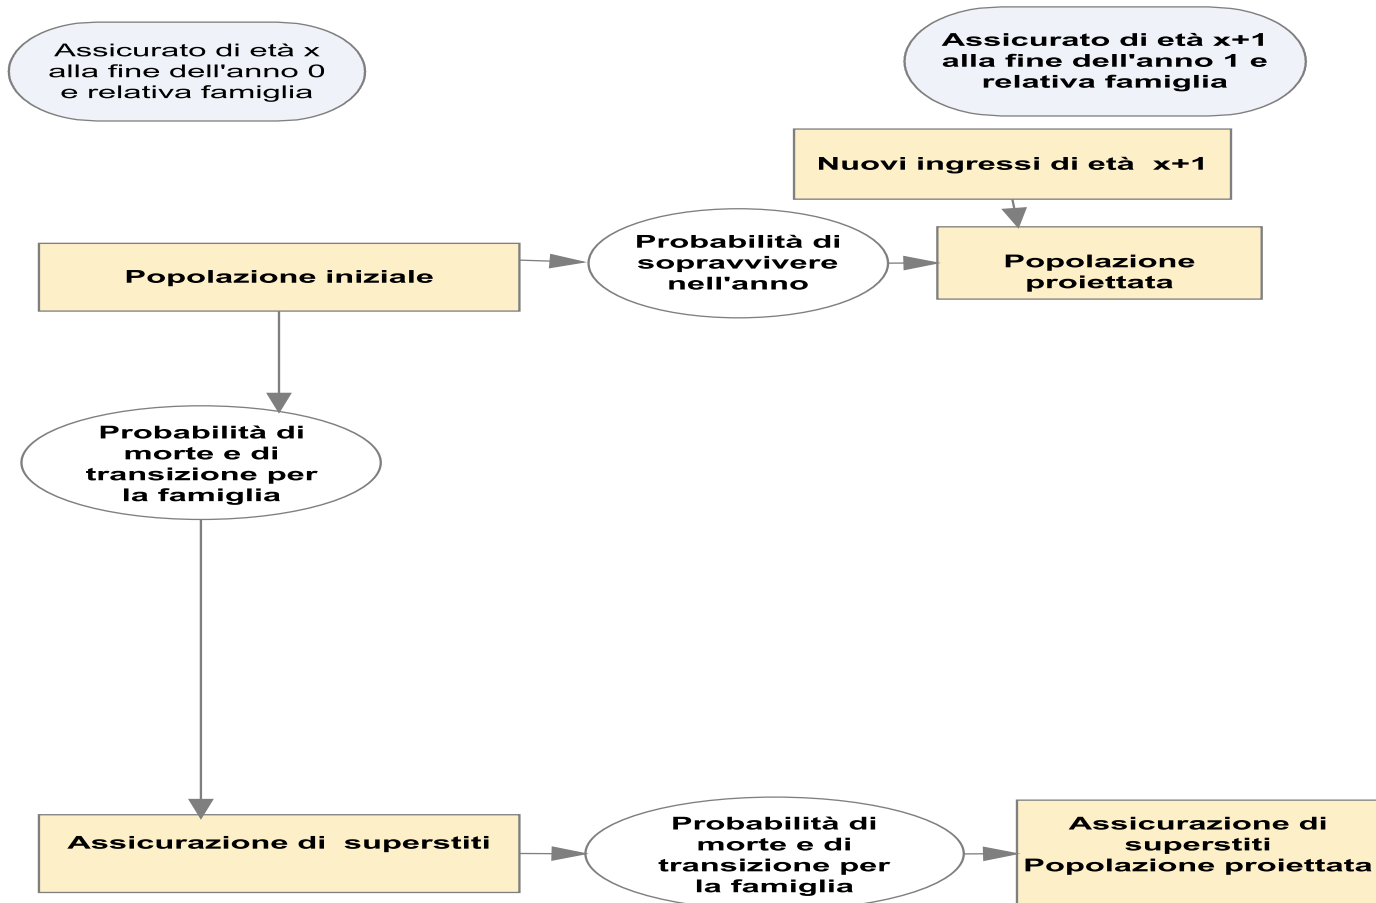 Assicurato di età x
alla fine dell'anno 0
e relativa famiglia
Assicurato di età x+1
alla fine dell'anno 1 e
relativa famiglia
Nuovi ingressi di età  x+1
Popolazione iniziale
Probabilità di
sopravvivere
nell'anno
Popolazione
proiettata
Probabilità di
morte e di
transizione per
la famiglia
Assicurazione di  superstiti
Probabilità di
morte e di
transizione per
la famiglia
Assicurazione di
superstiti
Popolazione proiettata